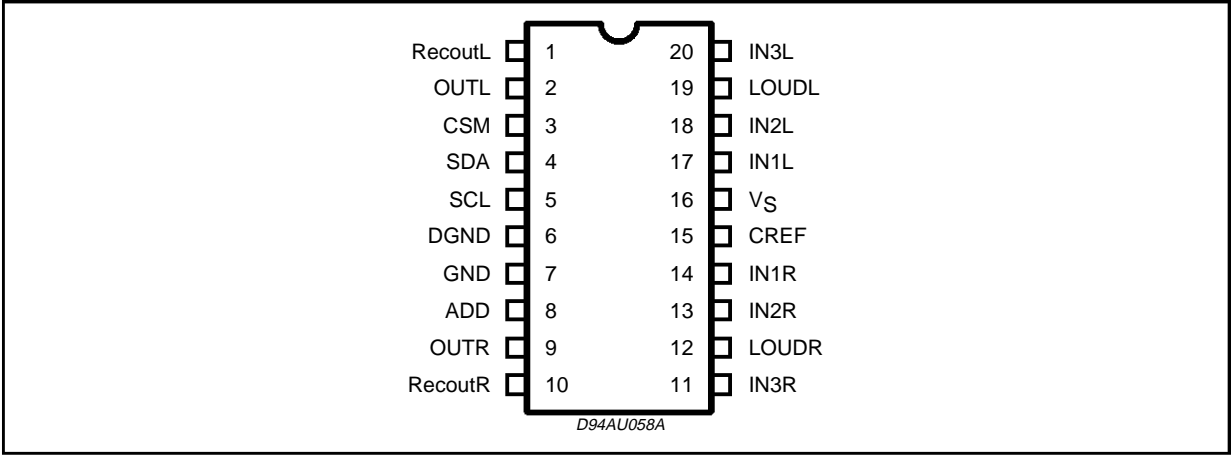 RecoutL 1 20 IN3L
OUTL 2 19 LOUDL
CSM 3 18 IN2L
SDA 4 17 IN1L
SCL 5 16 VS
DGND 6 15 CREF
GND 7 14 IN1R
ADD 8 13 IN2R
OUTR 9 12 LOUDR
RecoutR 10 11 IN3R
D94AU058A